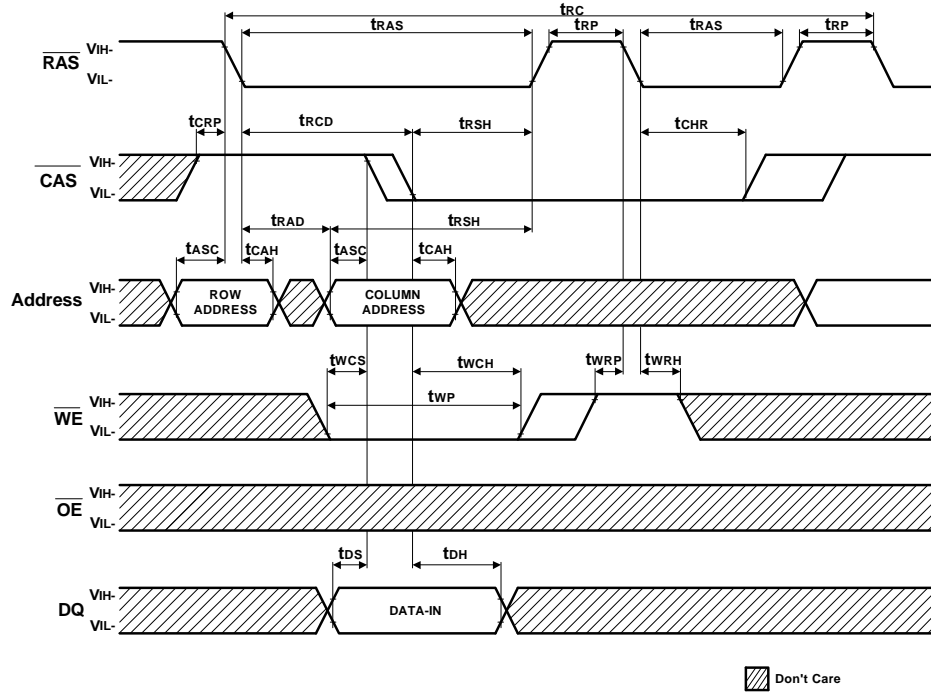 tRC
tRAS tRP tRAS tRP
RAS VIH-
VIL-
tCRP tRCD tRSH tCHR
CAS VIH-
VIL-
tRAD tRSH
tASC tCAH tASC tCAH
Address VIH-
VIL-
ROW ADDRESS
COLUMN ADDRESS
tWCS tWCH tWRP tWRH
tWP
WE VIH-
VIL-
OE VIH-
VIL-
tDS tDH
DQ VIH-
VIL-
DATA-IN
Don't Care